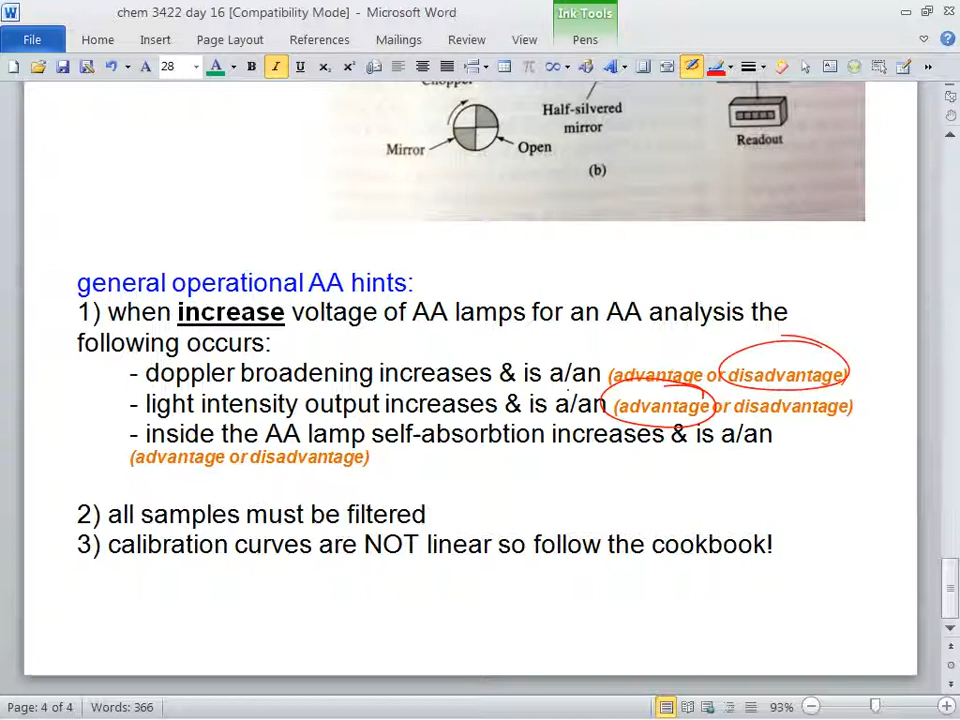 chem 3422 day 16 [Compatibility Mode] - Microsoft Word
Ink Tools
File Home Insert Page Layout References Mailings Review View Pens
28
Half-silvered
mirror
Readout
Mirror
Open
(b)
general operational AA hints:
1) when increase voltage of AA lamps for an AA analysis the
following occurs:
- doppler broadening increases & is a/an (advantage or disadvantage)
- light intensity output increases & is a/an (advantage or disadvantage)
- inside the AA lamp self-absorbtion increases & is a/an
(advantage or disadvantage)
2) all samples must be filtered
3) calibration curves are NOT linear so follow the cookbook!
Page: 4 of 4 Words: 366 93%